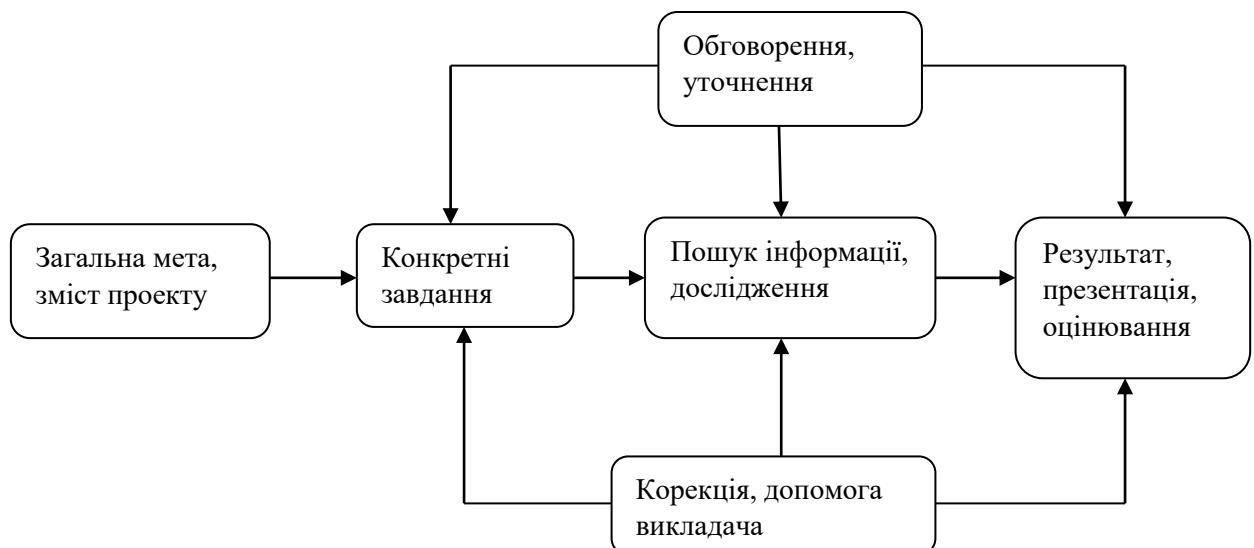 Обговорення,
уточнення
Загальна мета,
зміст проекту
Конкретні
завдання
Пошук інформації,
дослідження
Результат,
презентація,
оцінювання
Корекція, допомога
викладача